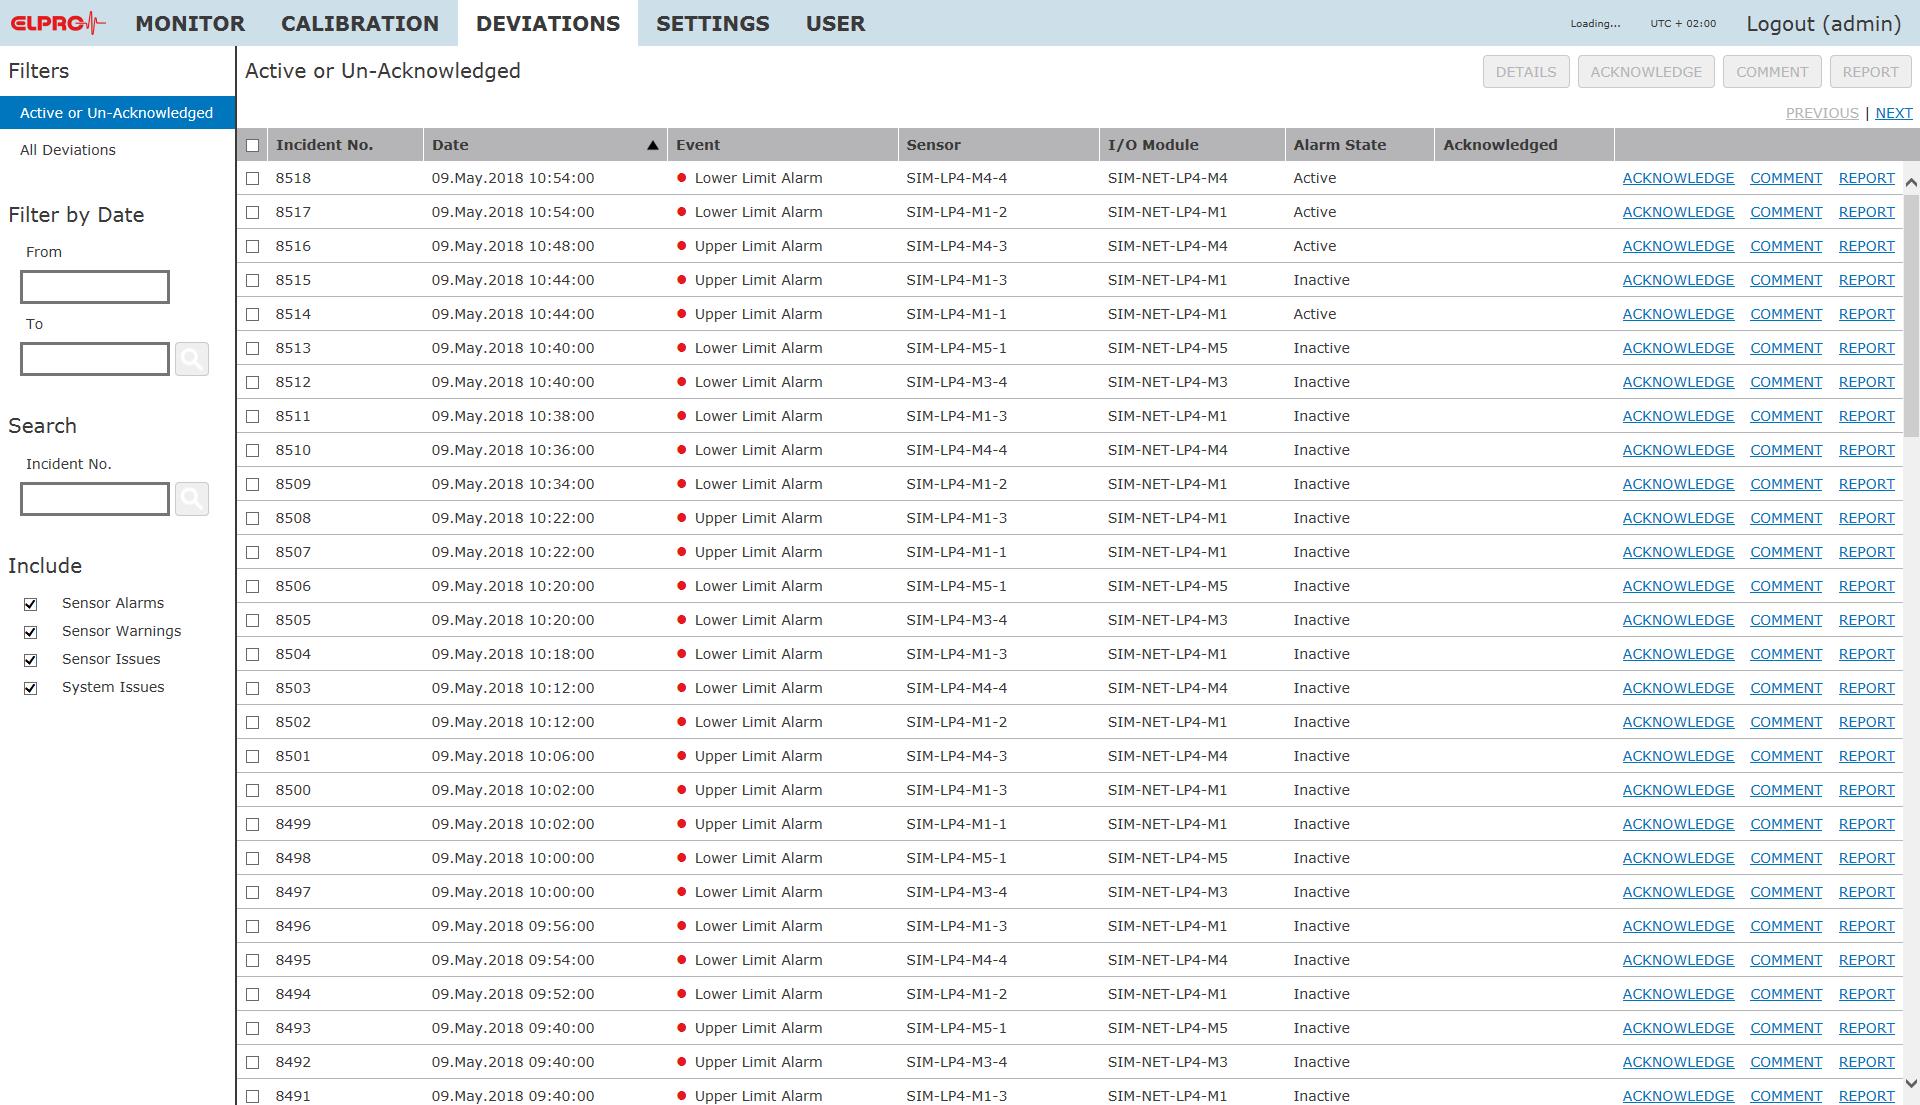 ELPRO MONITOR CALIBRATION DEVIATIONS SETTINGS USER Loading... UTC + 02:00 Logout (admin)
Filters
Active or Un-Acknowledged
All Deviations
Filter by Date
From
To
Search
Incident No.
Include
Sensor Alarms
Sensor Warnings
Sensor Issues
System Issues
Active or Un-Acknowledged DETAILS ACKNOWLEDGE COMMENT REPORT
PREVIOUS | NEXT
Incident No. Date Event Sensor I/O Module Alarm State Acknowledged
8518 09.May.2018 10:54:00 Lower Limit Alarm SIM-LP4-M4-4 SIM-NET-LP4-M4 Active ACKNOWLEDGE COMMENT REPORT
8517 09.May.2018 10:54:00 Lower Limit Alarm SIM-LP4-M1-2 SIM-NET-LP4-M1 Active ACKNOWLEDGE COMMENT REPORT
8516 09.May.2018 10:48:00 Upper Limit Alarm SIM-LP4-M4-3 SIM-NET-LP4-M4 Active ACKNOWLEDGE COMMENT REPORT
8515 09.May.2018 10:44:00 Upper Limit Alarm SIM-LP4-M1-3 SIM-NET-LP4-M1 Inactive ACKNOWLEDGE COMMENT REPORT
8514 09.May.2018 10:44:00 Upper Limit Alarm SIM-LP4-M1-1 SIM-NET-LP4-M1 Active ACKNOWLEDGE COMMENT REPORT
8513 09.May.2018 10:40:00 Lower Limit Alarm SIM-LP4-M5-1 SIM-NET-LP4-M5 Inactive ACKNOWLEDGE COMMENT REPORT
8512 09.May.2018 10:40:00 Lower Limit Alarm SIM-LP4-M3-4 SIM-NET-LP4-M3 Inactive ACKNOWLEDGE COMMENT REPORT
8511 09.May.2018 10:38:00 Lower Limit Alarm SIM-LP4-M1-3 SIM-NET-LP4-M1 Inactive ACKNOWLEDGE COMMENT REPORT
8510 09.May.2018 10:36:00 Lower Limit Alarm SIM-LP4-M4-4 SIM-NET-LP4-M4 Inactive ACKNOWLEDGE COMMENT REPORT
8509 09.May.2018 10:34:00 Lower Limit Alarm SIM-LP4-M1-2 SIM-NET-LP4-M1 Inactive ACKNOWLEDGE COMMENT REPORT
8508 09.May.2018 10:22:00 Upper Limit Alarm SIM-LP4-M1-3 SIM-NET-LP4-M1 Inactive ACKNOWLEDGE COMMENT REPORT
8507 09.May.2018 10:22:00 Upper Limit Alarm SIM-LP4-M1-1 SIM-NET-LP4-M1 Inactive ACKNOWLEDGE COMMENT REPORT
8506 09.May.2018 10:20:00 Lower Limit Alarm SIM-LP4-M5-1 SIM-NET-LP4-M5 Inactive ACKNOWLEDGE COMMENT REPORT
8505 09.May.2018 10:20:00 Lower Limit Alarm SIM-LP4-M3-4 SIM-NET-LP4-M3 Inactive ACKNOWLEDGE COMMENT REPORT
8504 09.May.2018 10:18:00 Lower Limit Alarm SIM-LP4-M1-3 SIM-NET-LP4-M1 Inactive ACKNOWLEDGE COMMENT REPORT
8503 09.May.2018 10:12:00 Lower Limit Alarm SIM-LP4-M4-4 SIM-NET-LP4-M4 Inactive ACKNOWLEDGE COMMENT REPORT
8502 09.May.2018 10:12:00 Lower Limit Alarm SIM-LP4-M1-2 SIM-NET-LP4-M1 Inactive ACKNOWLEDGE COMMENT REPORT
8501 09.May.2018 10:06:00 Upper Limit Alarm SIM-LP4-M4-3 SIM-NET-LP4-M4 Inactive ACKNOWLEDGE COMMENT REPORT
8500 09.May.2018 10:02:00 Upper Limit Alarm SIM-LP4-M1-3 SIM-NET-LP4-M1 Inactive ACKNOWLEDGE COMMENT REPORT
8499 09.May.2018 10:02:00 Upper Limit Alarm SIM-LP4-M1-1 SIM-NET-LP4-M1 Inactive ACKNOWLEDGE COMMENT REPORT
8498 09.May.2018 10:00:00 Lower Limit Alarm SIM-LP4-M5-1 SIM-NET-LP4-M5 Inactive ACKNOWLEDGE COMMENT REPORT
8497 09.May.2018 10:00:00 Lower Limit Alarm SIM-LP4-M3-4 SIM-NET-LP4-M3 Inactive ACKNOWLEDGE COMMENT REPORT
8496 09.May.2018 09:56:00 Lower Limit Alarm SIM-LP4-M1-3 SIM-NET-LP4-M1 Inactive ACKNOWLEDGE COMMENT REPORT
8495 09.May.2018 09:54:00 Lower Limit Alarm SIM-LP4-M4-4 SIM-NET-LP4-M4 Inactive ACKNOWLEDGE COMMENT REPORT
8494 09.May.2018 09:52:00 Lower Limit Alarm SIM-LP4-M1-2 SIM-NET-LP4-M1 Inactive ACKNOWLEDGE COMMENT REPORT
8493 09.May.2018 09:40:00 Upper Limit Alarm SIM-LP4-M5-1 SIM-NET-LP4-M5 Inactive ACKNOWLEDGE COMMENT REPORT
8492 09.May.2018 09:40:00 Upper Limit Alarm SIM-LP4-M3-4 SIM-NET-LP4-M3 Inactive ACKNOWLEDGE COMMENT REPORT
8491 09.May.2018 09:40:00 Upper Limit Alarm SIM-LP4-M1-3 SIM-NET-LP4-M1 Inactive ACKNOWLEDGE COMMENT REPORT